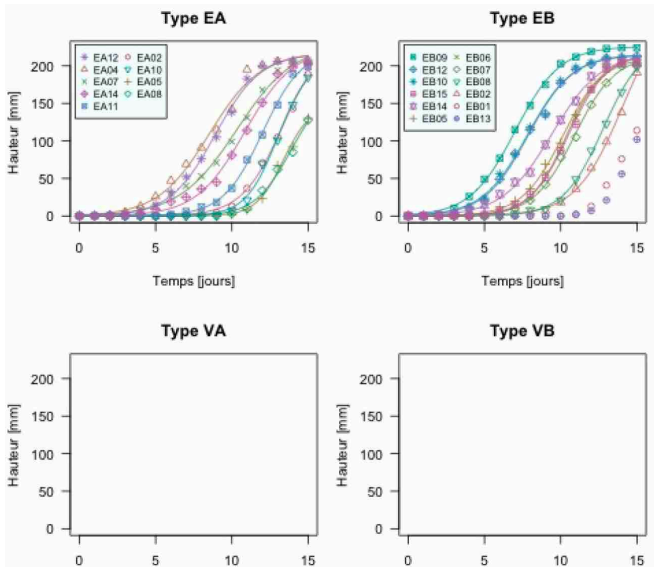 Type EA
Type EB
EA12 EA02
EA04 EA10
EA07 EA05
EA14 EA08
EA11
EB09 EB06
EB12 EB07
EB10 EB08
EB15 EB02
EB14 EB01
EB05 EB13
Hauteur [mm]
200
150
100
50
0
0 5 10 15
Temps [jours]
Hauteur [mm]
200
150
100
50
0
0 5 10 15
Temps [jours]
Type VA
Type VB
Hauteur [mm]
200
150
100
50
0
0 5 10 15
Hauteur [mm]
200
150
100
50
0
0 5 10 15